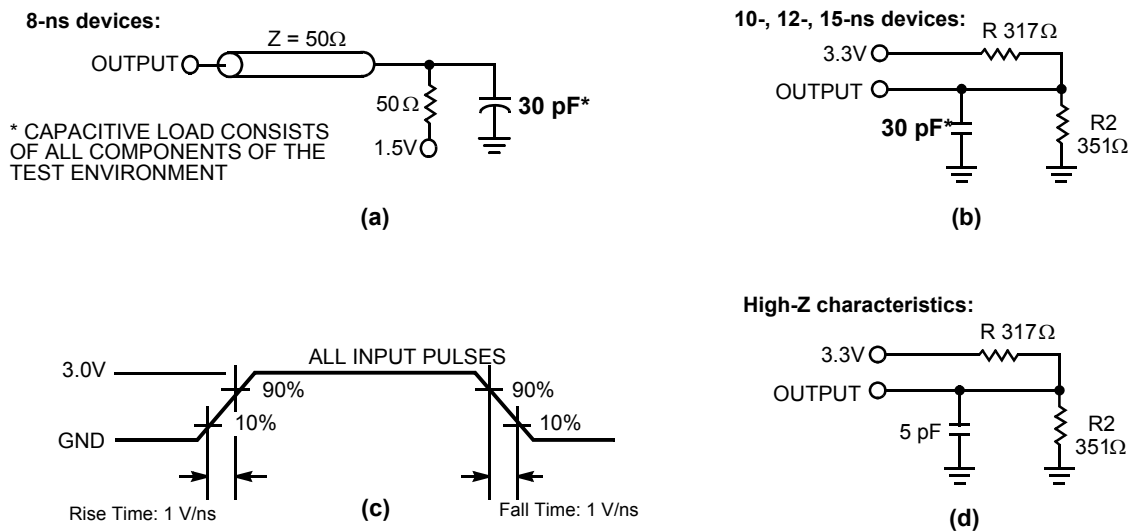 8-ns devices:
Z = 50Ω
OUTPUT
50Ω
30 pF*
1.5V
* CAPACITIVE LOAD CONSISTS
OF ALL COMPONENTS OF THE
TEST ENVIRONMENT
(a)
10-, 12-, 15-ns devices:
R 317Ω
3.3V
OUTPUT
30 pF*
R2
351Ω
(b)
3.0V
ALL INPUT PULSES
90%
90%
10%
10%
GND
Rise Time: 1 V/ns
(c)
Fall Time: 1 V/ns
High-Z characteristics:
R 317Ω
3.3V
OUTPUT
5 pF
R2
351Ω
(d)